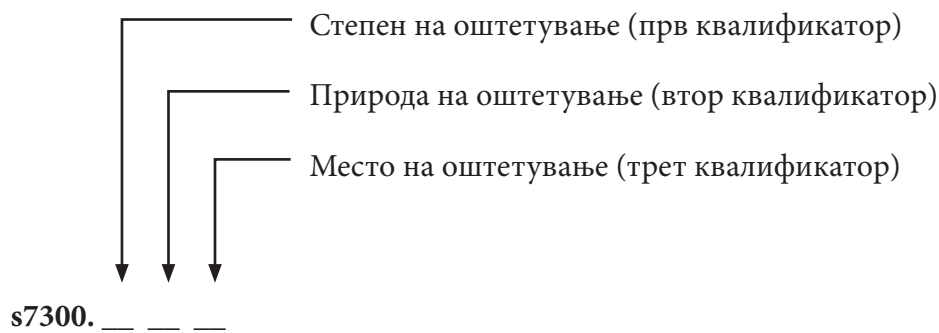 Степен на оштетување (прв квалификатор)
Природа на оштетување (втор квалификатор)
Место на оштетување (трет квалификатор)
s7300. __ __ __